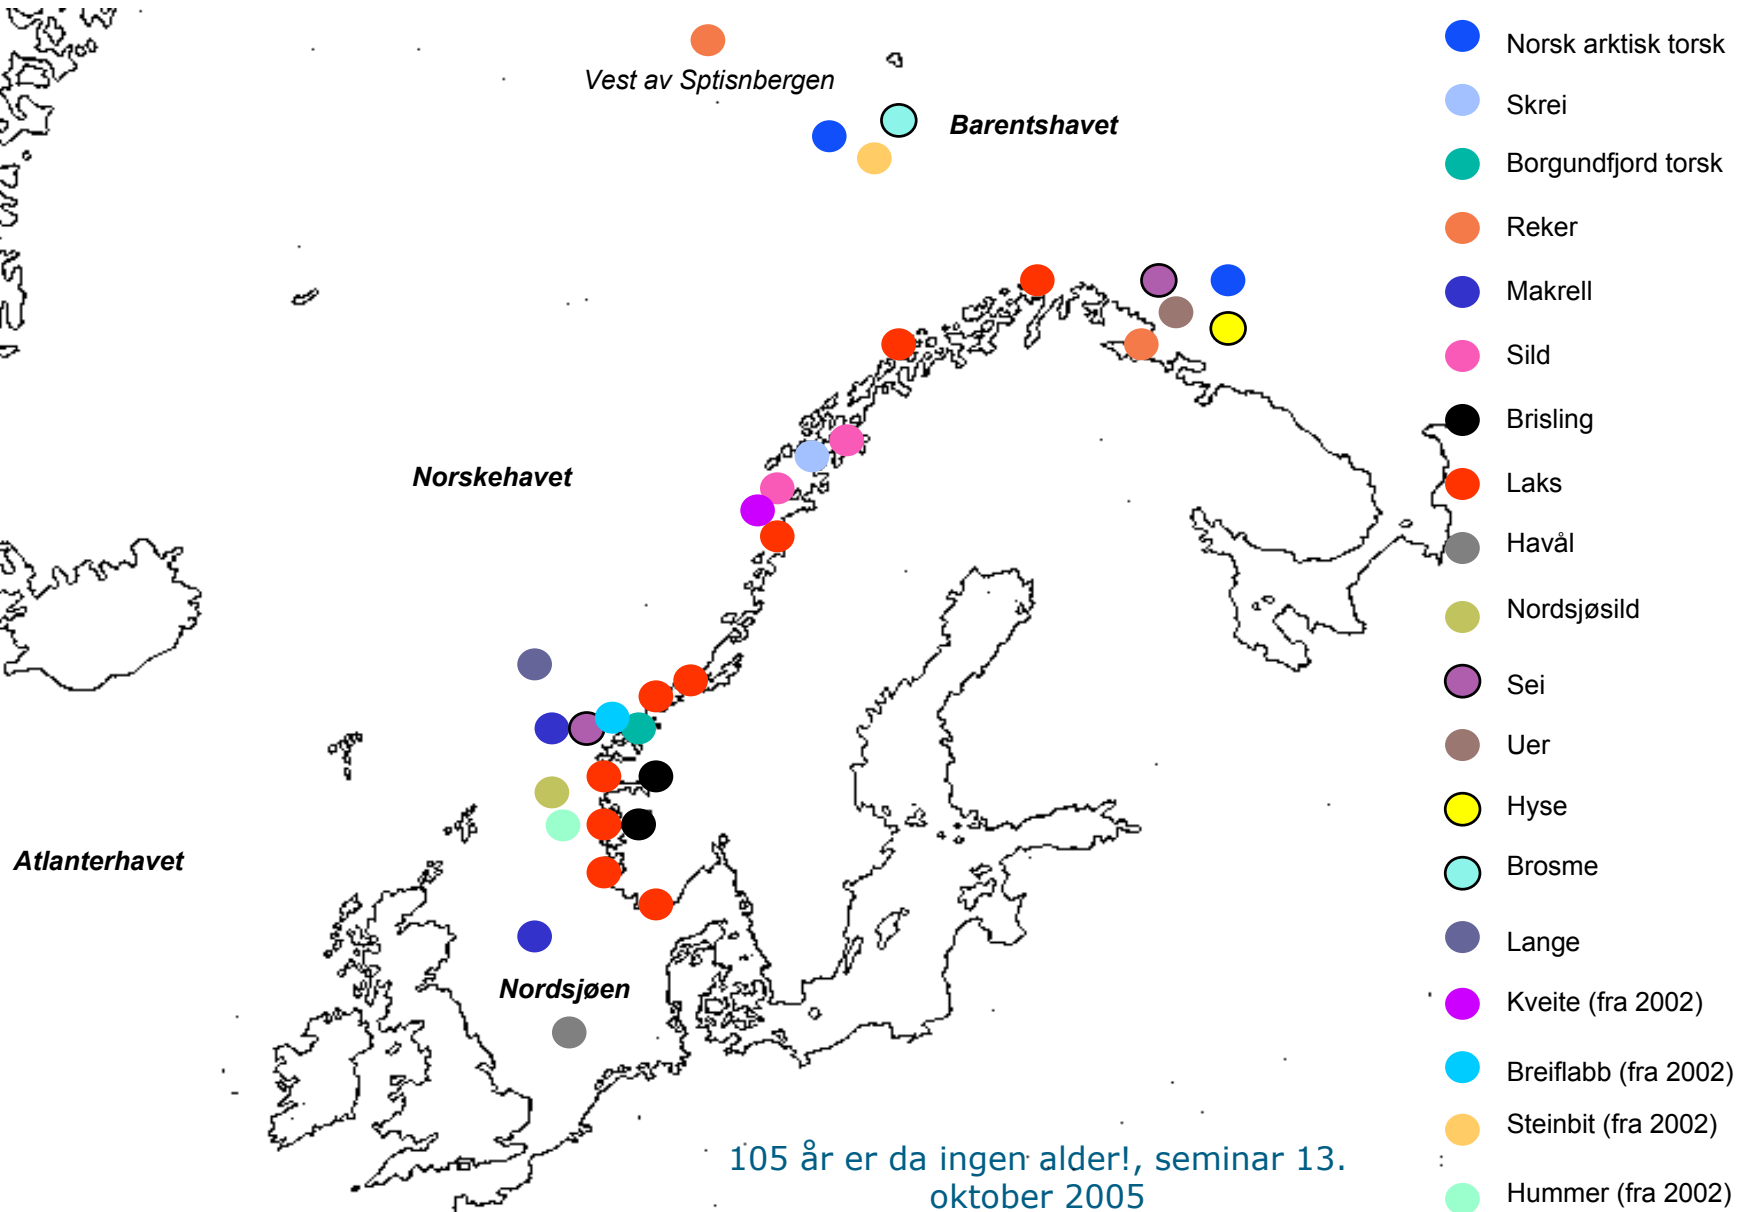 Vest av Sptisnbergen
Barentshavet
Norskehavet
Atlanterhavet
Nordsjøen
Norsk arktisk torsk
Skrei
Borgundfjord torsk
Reker
Makrell
Sild
Brisling
Laks
Havål
Nordsjøsild
Sei
Uer
Hyse
Brosme
Lange
Kveite (fra 2002)
Breiflabb (fra 2002)
Steinbit (fra 2002)
Hummer (fra 2002)
105 år er da ingen alder!, seminar 13.
oktober 2005